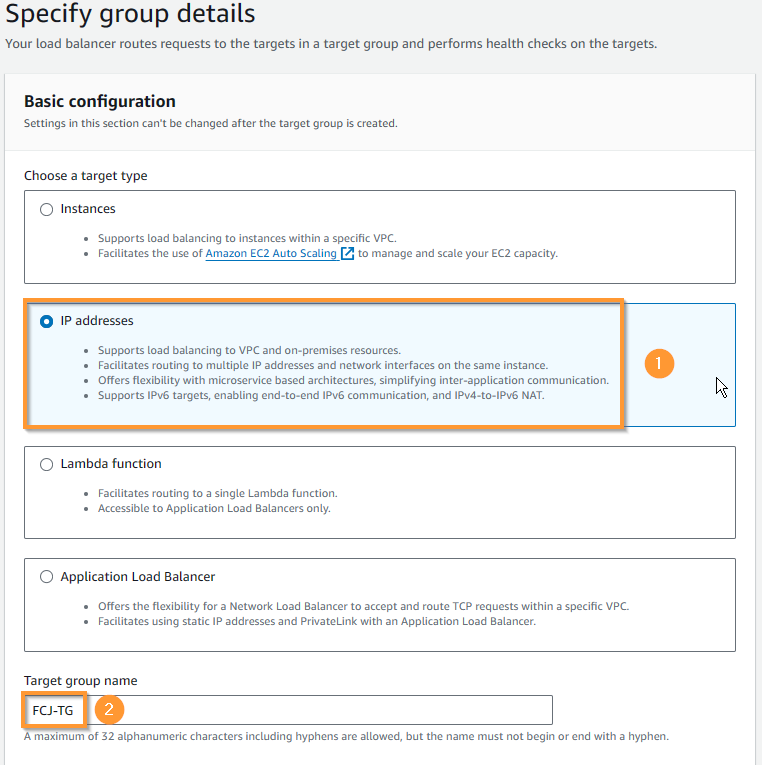 Specify group details
Your load balancer routes requests to the targets in a target group and performs health checks on the targets.
Basic configuration
Settings in this section can't be changed after the target group is created.
Choose a target type
Instances
Supports load balancing to instances within a specific VPC.
Facilitates the use of Amazon EC2 Auto Scaling to manage and scale your EC2 capacity.
IP addresses
Supports load balancing to VPC and on-premises resources.
Facilitates routing to multiple IP addresses and network interfaces on the same instance.
1
Offers flexibility with microservice based architectures, simplifying inter-application communication.
Supports IPv6 targets, enabling end-to-end IPv6 communication, and IPv4-to-IPv6 NAT.
Lambda function
Facilitates routing to a single Lambda function.
Accessible to Application Load Balancers only.
Application Load Balancer
Offers the flexibility for a Network Load Balancer to accept and route TCP requests within a specific VPC.
Facilitates using static IP addresses and PrivateLink with an Application Load Balancer.
Target group name
FCJ-TG 2
A maximum of 32 alphanumeric characters including hyphens are allowed, but the name must not begin or end with a hyphen.